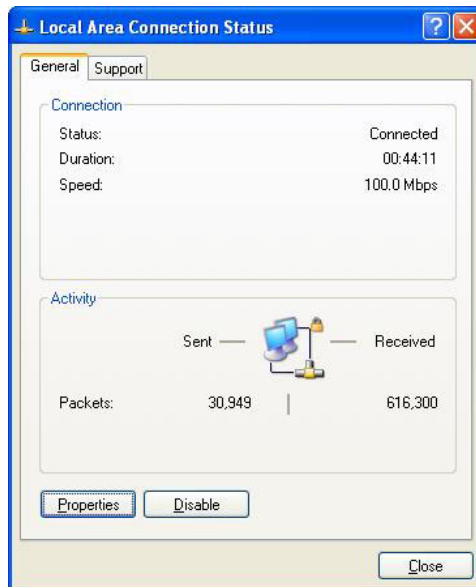 Local Area Connection Status
General Support
Connection
Status: Connected
Duration: 00:44:11
Speed: 100.0 Mbps
Activity
Sent Received
Packets: 30,949 616,300
Properties Disable
Close